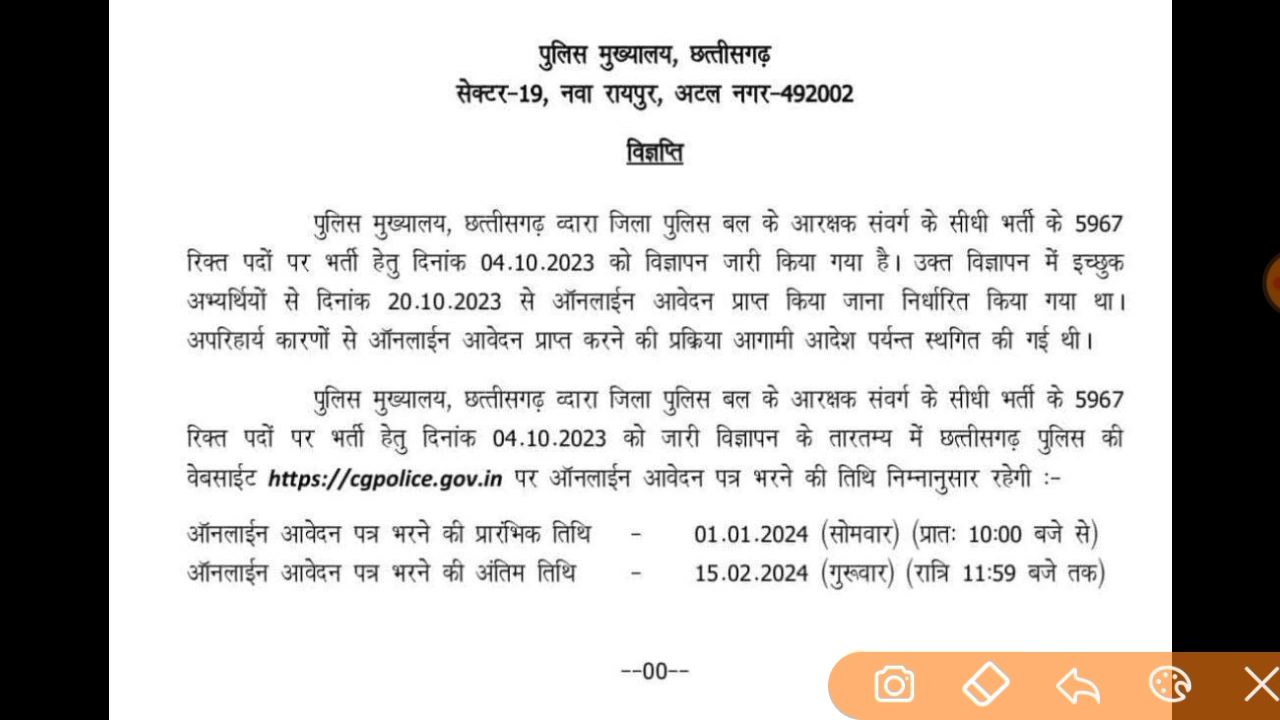 पुलिस मुख्यालय, छत्तीसगढ़
सेक्टर-19, नवा रायपुर, अटल नगर-492002
विज्ञप्ति
पुलिस मुख्यालय, छत्तीसगढ़ व्दारा जिला पुलिस बल के आरक्षक संवर्ग के सीधी भर्ती के 5967
रिक्त पदों पर भर्ती हेतु दिनांक 04.10.2023 को विज्ञापन जारी किया गया है। उक्त विज्ञापन में इच्छुक
अभ्यर्थियों से दिनांक 20.10.2023 से ऑनलाईन आवेदन प्राप्त किया जाना निर्धारित किया गया था।
अपरिहार्य कारणों से ऑनलाईन आवेदन प्राप्त करने की प्रक्रिया आगामी आदेश पर्यन्त स्थगित की गई थी।
पुलिस मुख्यालय, छत्तीसगढ़ व्दारा जिला पुलिस बल के आरक्षक संवर्ग के सीधी भर्ती के 5967
रिक्त पदों पर भर्ती हेतु दिनांक 04.10.2023 को जारी विज्ञापन के तारतम्य में छत्तीसगढ़ पुलिस की
वेबसाईट https://cgpolice.gov.in पर ऑनलाईन आवेदन पत्र भरने की तिथि निम्नानुसार रहेगी :-
ऑनलाईन आवेदन पत्र भरने की प्रारंभिक तिथि - 01.01.2024 (सोमवार) (प्रातः 10:00 बजे से)
ऑनलाईन आवेदन पत्र भरने की अंतिम तिथि - 15.02.2024 (गुरूवार) (रात्रि 11:59 बजे तक)
--00--